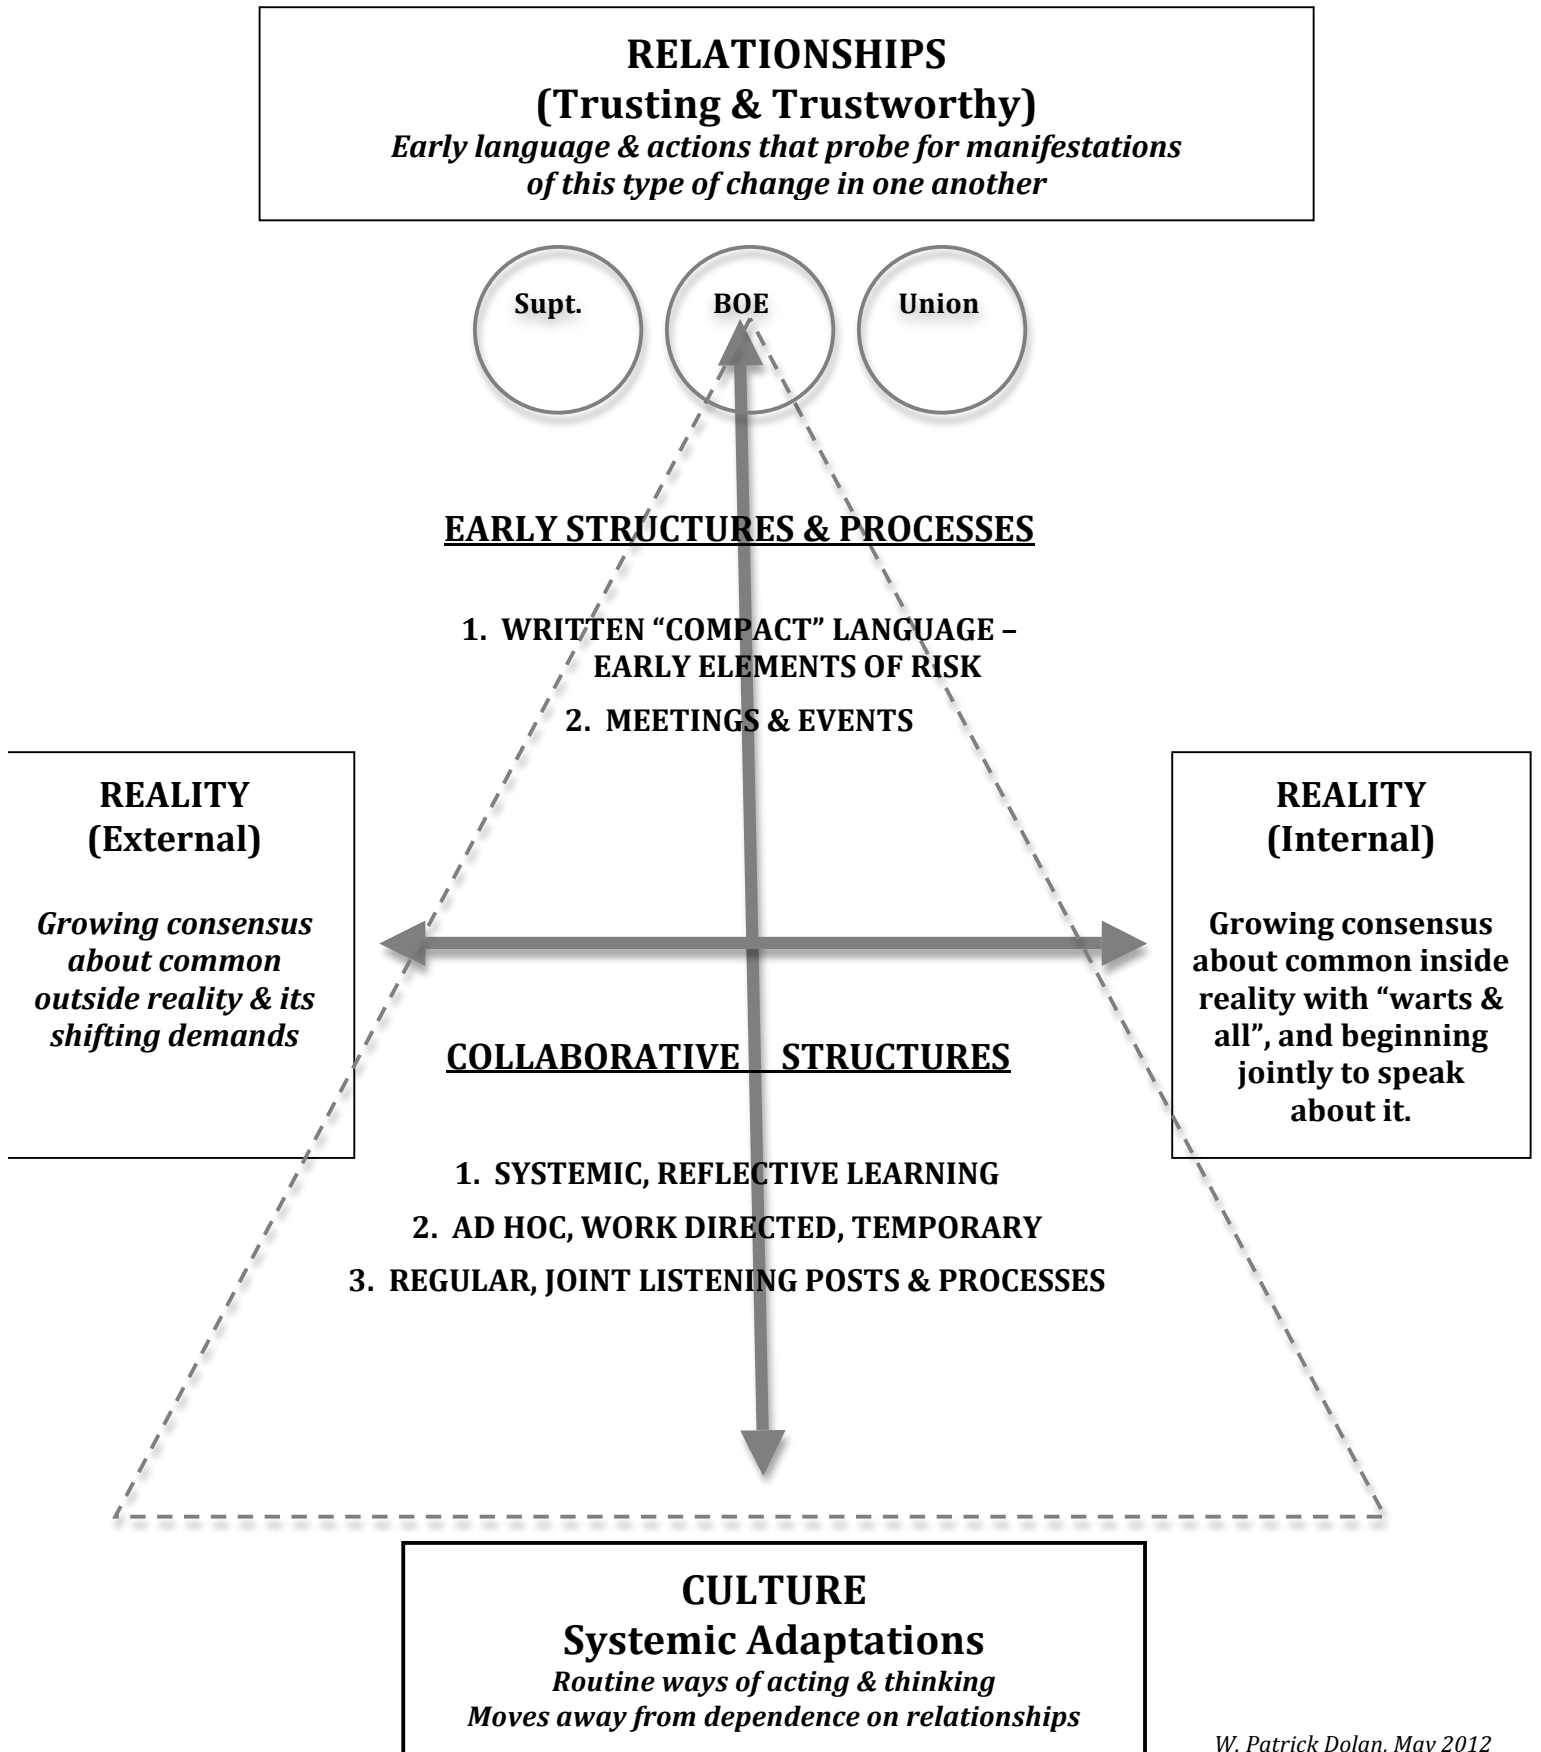 RELATIONSHIPS
(Trusting & Trustworthy)
Early language & actions that probe for manifestations
of this type of change in one another
Supt.
BOE
Union
EARLY STRUCTURES & PROCESSES
1. WRITTEN “COMPACT” LANGUAGE –
EARLY ELEMENTS OF RISK
2. MEETINGS & EVENTS
REALITY
(External)
Growing consensus
about common
outside reality & its
shifting demands
REALITY
(Internal)
Growing consensus
about common inside
reality with “warts &
all”, and beginning
jointly to speak
about it.
COLLABORATIVE STRUCTURES
1. SYSTEMIC, REFLECTIVE LEARNING
2. AD HOC, WORK DIRECTED, TEMPORARY
3. REGULAR, JOINT LISTENING POSTS & PROCESSES
CULTURE
Systemic Adaptations
Routine ways of acting & thinking
Moves away from dependence on relationships
W. Patrick Dolan, May 2012